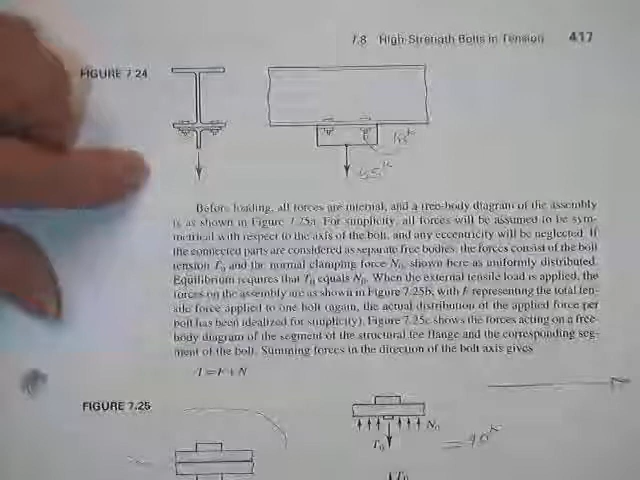 7.8 High-Strength Bolts in Tension 417
FIGURE 7.24
Before loading, all forces are internal, and a free-body diagram of the assembly
is as shown in Figure 7.25a. For simplicity, all forces will be assumed to be sym-
metrical with respect to the axis of the bolt, and any eccentricity will be neglected. If
the connected parts are considered as separate free bodies, the forces consist of the bolt
tension T₀ and the normal clamping force N₀, shown here as uniformly distributed.
Equilibrium requires that T₀ equals N₀. When the external tensile load is applied, the
forces on the assembly are as shown in Figure 7.25b, with F representing the total ten-
sile force applied to one bolt (again, the actual distribution of the applied force per
bolt has been idealized for simplicity). Figure 7.25c shows the forces acting on a free-
body diagram of the segment of the structural tee flange and the corresponding seg-
ment of the bolt. Summing forces in the direction of the bolt axis gives
T = F + N
FIGURE 7.25
N₀
T₀